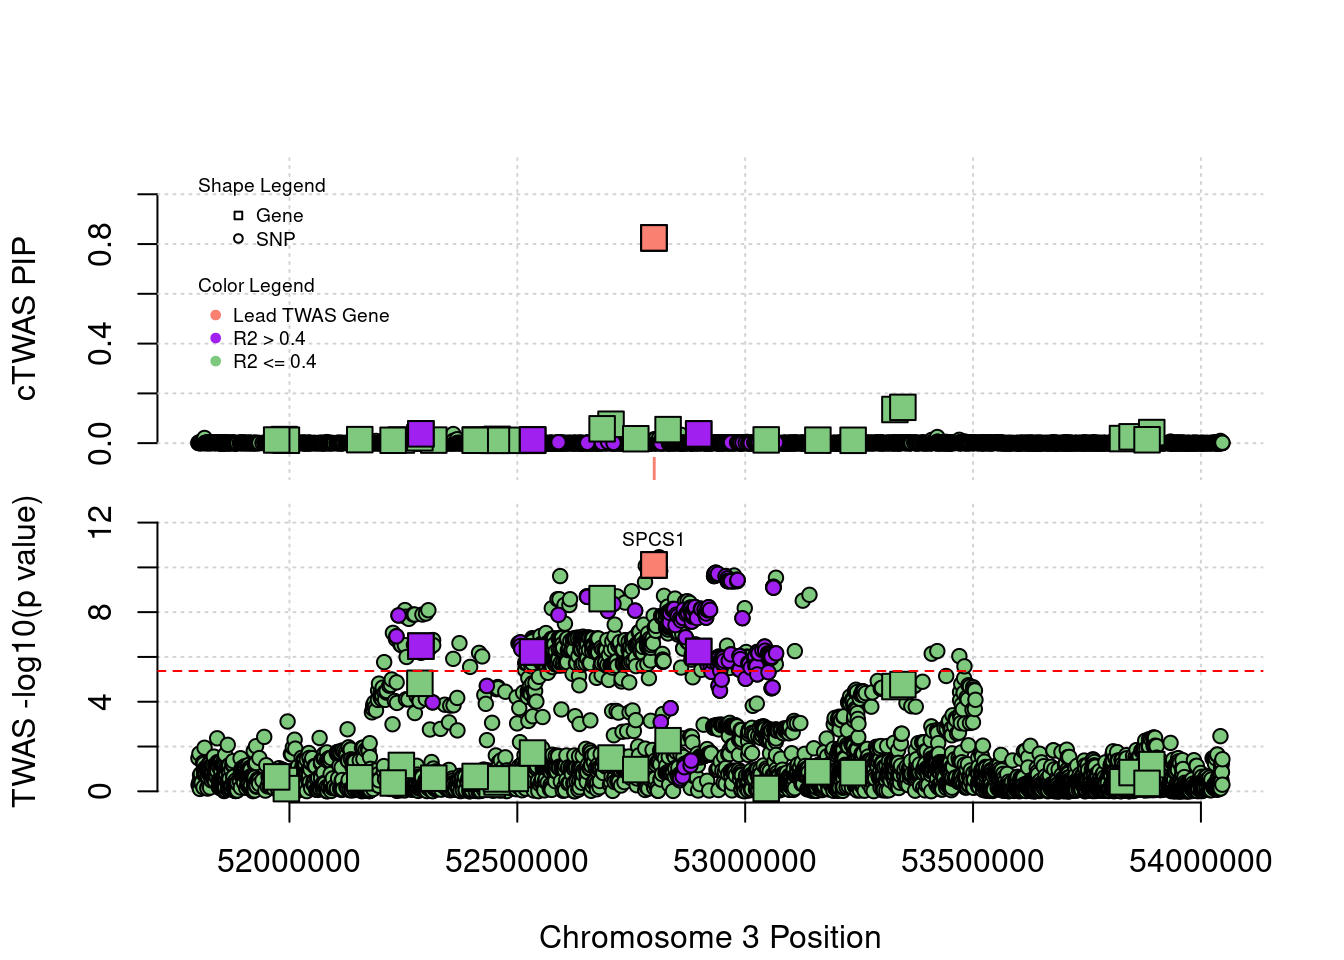 Shape Legend
Gene
SNP
Color Legend
Lead TWAS Gene
R2 > 0.4
R2 <= 0.4
cTWAS PIP
0.8
0.4
0.0
TWAS -log10(p value)
12
8
4
0
SPCS1
52000000 52500000 53000000 53500000 54000000
Chromosome 3 Position